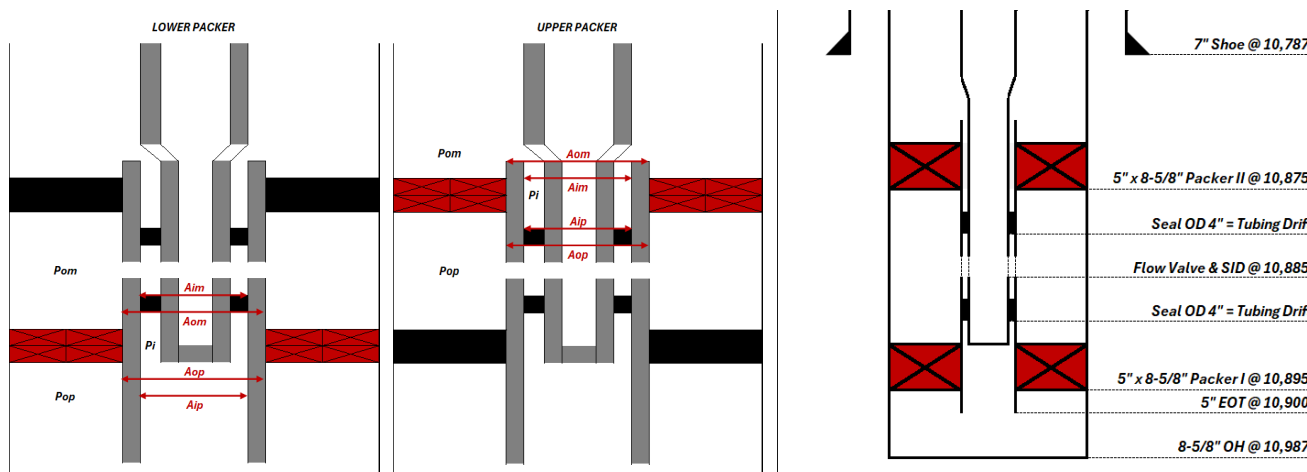 LOWER PACKER
Pom
Aim
Aom
Pi
Aop
Pop
Aip
UPPER PACKER
Pom
Aom
Aim
Pi
Aip
Aop
Pop
7" Shoe @ 10,787
5" x 8-5/8" Packer II @ 10,875
Seal OD 4" = Tubing Drif
Flow Valve & SID @ 10,885
Seal OD 4" = Tubing Drif
5" x 8-5/8" Packer I @ 10,895
5" EOT @ 10,900
8-5/8" OH @ 10,987